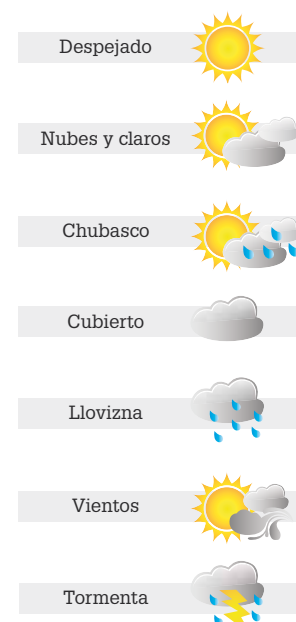 Despejado
Nubes y claros
Chubasco
Cubierto
Llovizna
Vientos
Tormenta